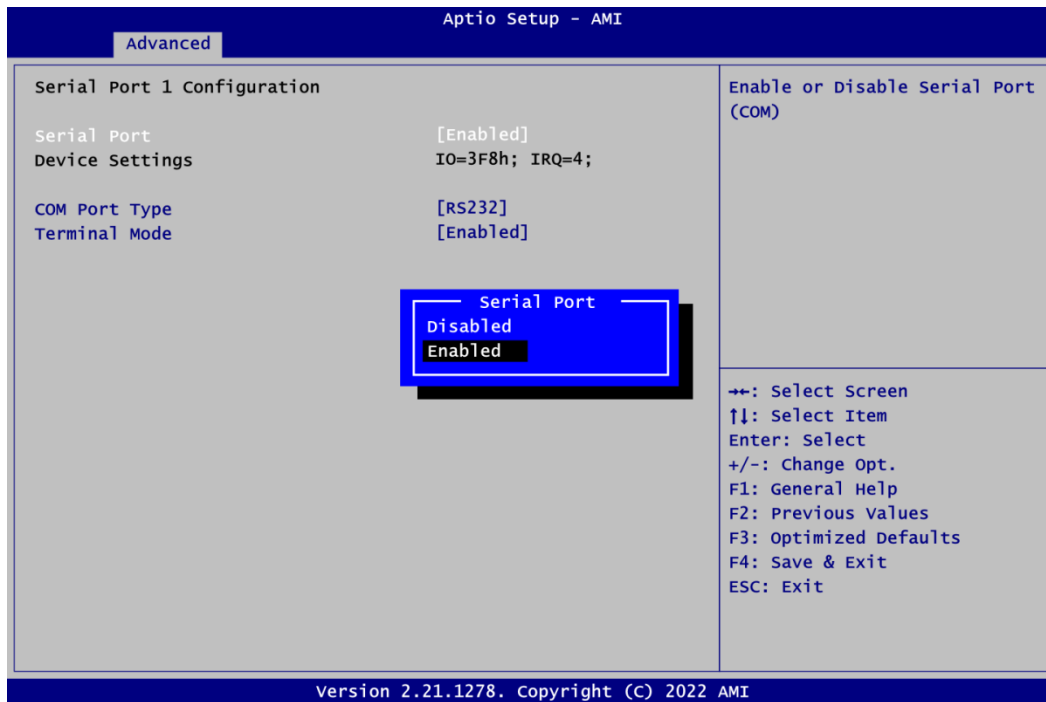 Aptio Setup - AMI
Advanced
Serial Port 1 Configuration
Serial Port [Enabled]
Device Settings IO=3F8h; IRQ=4;
COM Port Type [RS232]
Terminal Mode [Enabled]
Serial Port
Disabled
Enabled
Enable or Disable Serial Port
(COM)
→←: Select Screen
↑↓: Select Item
Enter: Select
+/-: Change Opt.
F1: General Help
F2: Previous Values
F3: Optimized Defaults
F4: Save & Exit
ESC: Exit
Version 2.21.1278. Copyright (C) 2022 AMI